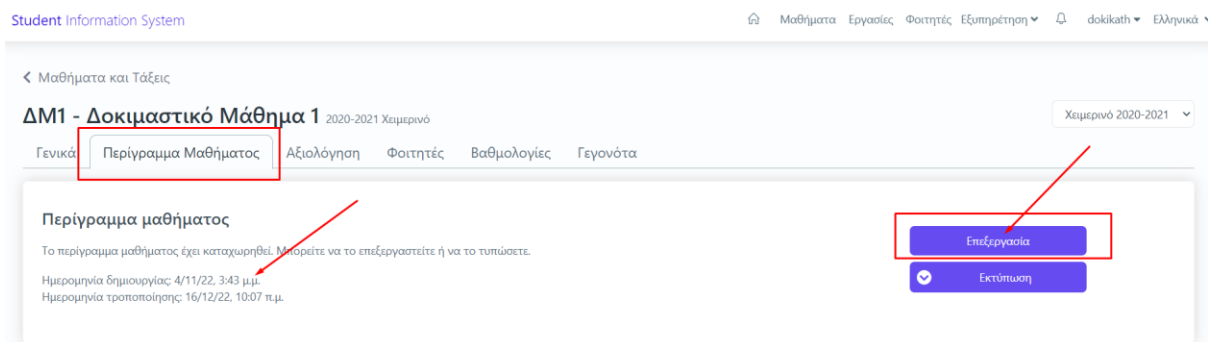 Student Information System
Μαθήματα Εργασίες Φοιτητές Εξυπηρέτηση dokikath Ελληνικά
Μαθήματα και Τάξεις
ΔΜ1 - Δοκιμαστικό Μάθημα 1 2020-2021 Χειμερινό
Χειμερινό 2020-2021
Γενικά Περίγραμμα Μαθήματος Αξιολόγηση Φοιτητές Βαθμολογίες Γεγονότα
Περίγραμμα μαθήματος
Το περίγραμμα μαθήματος έχει καταχωρηθεί. Μπορείτε να το επεξεργαστείτε ή να το τυπώσετε.
Επεξεργασία
Ημερομηνία δημιουργίας: 4/11/22, 3:43 μ.μ.
Εκτύπωση
Ημερομηνία τροποποίησης: 16/12/22, 10:07 π.μ.